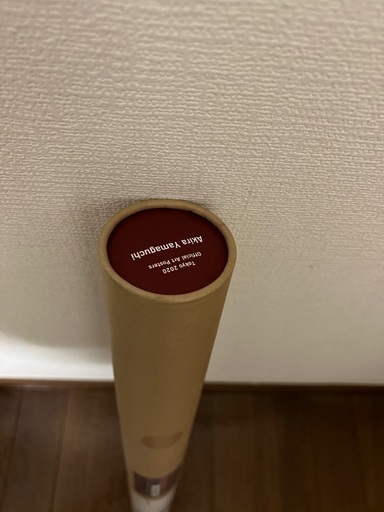 Tokyo 2020
Official Art Posters
Akira Yamaguchi